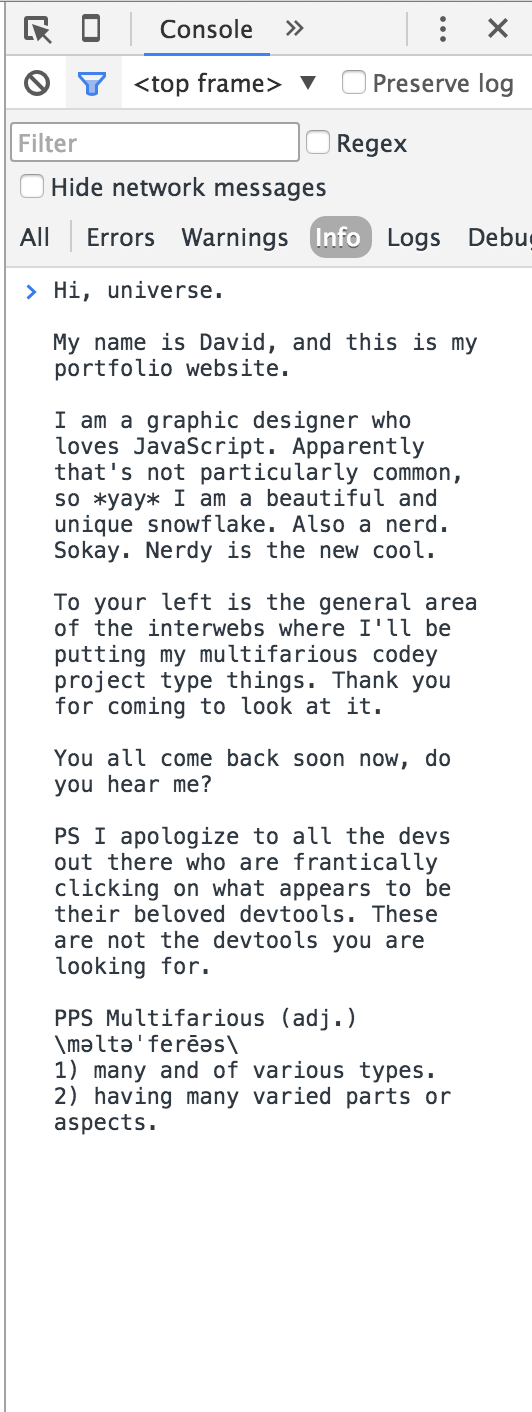 Console »
<top frame> ▼ Preserve log
Filter Regex
Hide network messages
All Errors Warnings Info Logs Debug
> Hi, universe.
My name is David, and this is my
portfolio website.
I am a graphic designer who
loves JavaScript. Apparently
that's not particularly common,
so *yay* I am a beautiful and
unique snowflake. Also a nerd.
Sokay. Nerdy is the new cool.
To your left is the general area
of the interwebs where I'll be
putting my multifarious codey
project type things. Thank you
for coming to look at it.
You all come back soon now, do
you hear me?
PS I apologize to all the devs
out there who are frantically
clicking on what appears to be
their beloved devtools. These
are not the devtools you are
looking for.
PPS Multifarious (adj.)
\məltəˈferēəs\
1) many and of various types.
2) having many varied parts or
aspects.